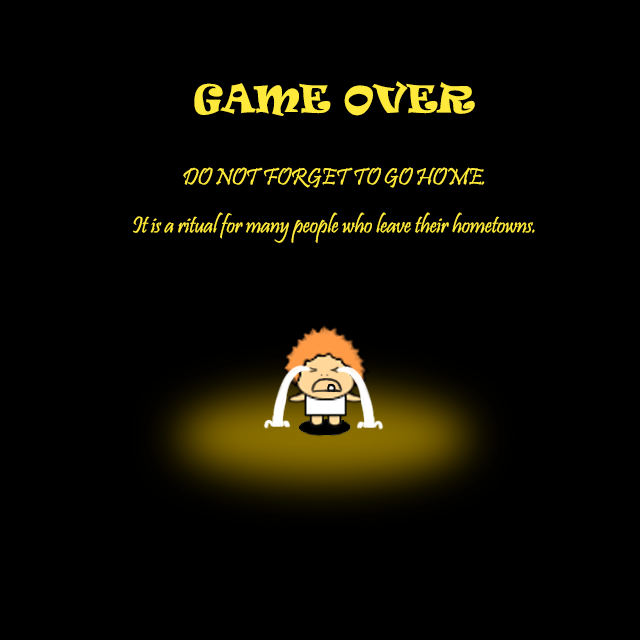 GAME OVER
DO NOT FORGET TO GO HOME.
It is a ritual for many people who leave their hometowns.